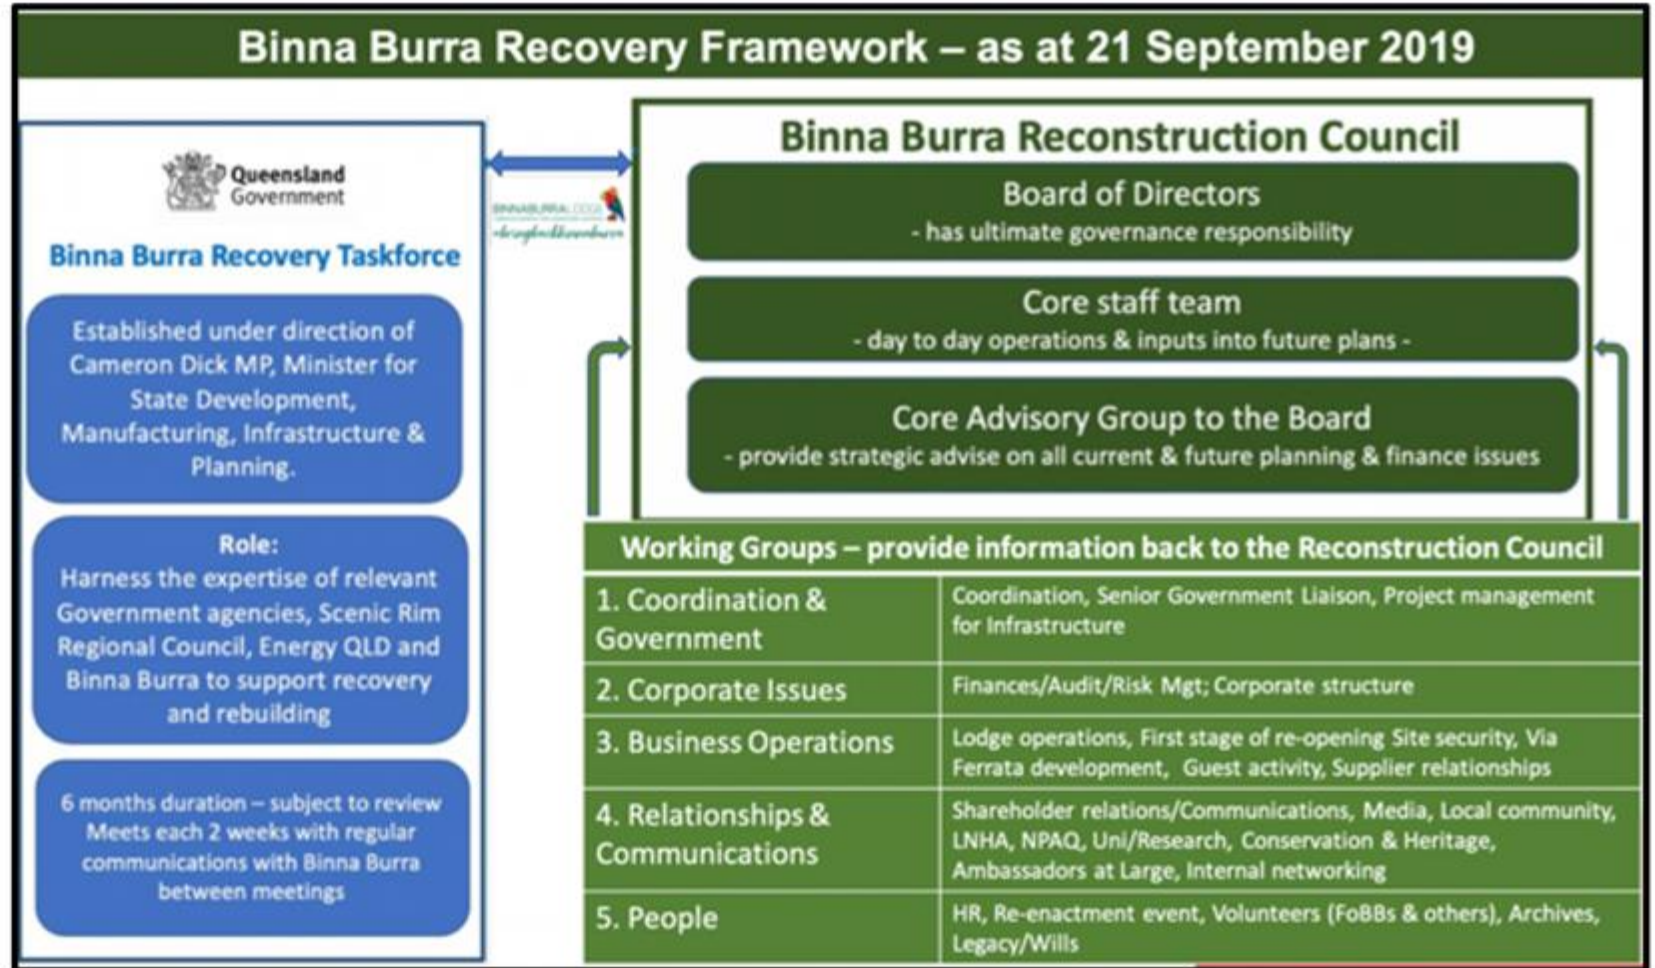 Binna Burra Recovery Framework – as at 21 September 2019
Queensland
Government
Binna Burra Recovery Taskforce
Established under direction of
Cameron Dick MP, Minister for
State Development,
Manufacturing, Infrastructure &
Planning.
Role:
Harness the expertise of relevant
Government agencies, Scenic Rim
Regional Council, Energy QLD and
Binna Burra to support recovery
and rebuilding
6 months duration – subject to review
Meets each 2 weeks with regular
communications with Binna Burra
between meetings
BINNABURRALODGE
#bringbackbinnaburra
Binna Burra Reconstruction Council
Board of Directors
- has ultimate governance responsibility
Core staff team
- day to day operations & inputs into future plans -
Core Advisory Group to the Board
- provide strategic advise on all current & future planning & finance issues
Working Groups – provide information back to the Reconstruction Council
1. Coordination &
Government
Coordination, Senior Government Liaison, Project management
for Infrastructure
2. Corporate Issues
Finances/Audit/Risk Mgt; Corporate structure
3. Business Operations
Lodge operations, First stage of re-opening Site security, Via
Ferrata development, Guest activity, Supplier relationships
4. Relationships &
Communications
Shareholder relations/Communications, Media, Local community,
LNHA, NPAQ, Uni/Research, Conservation & Heritage,
Ambassadors at Large, Internal networking
5. People
HR, Re-enactment event, Volunteers (FoBBs & others), Archives,
Legacy/Wills